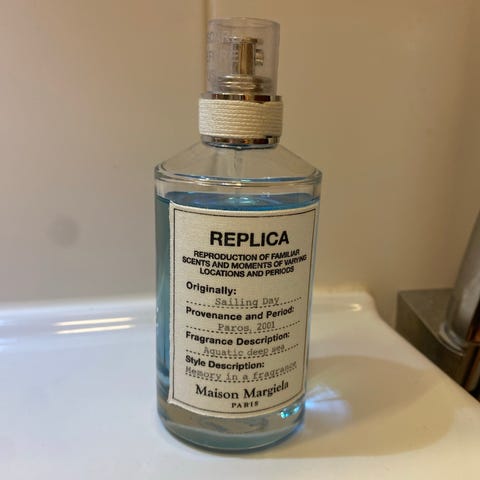 REPLICA
REPRODUCTION OF FAMILIAR
SCENTS AND MOMENTS OF VARYING
LOCATIONS AND PERIODS
Originally:
Sailing Day
Provenance and Period:
Paros, 2001
Fragrance Description:
Aquatic deep sea
Style Description:
Memory in a fragrance
Maison Margiela
PARIS